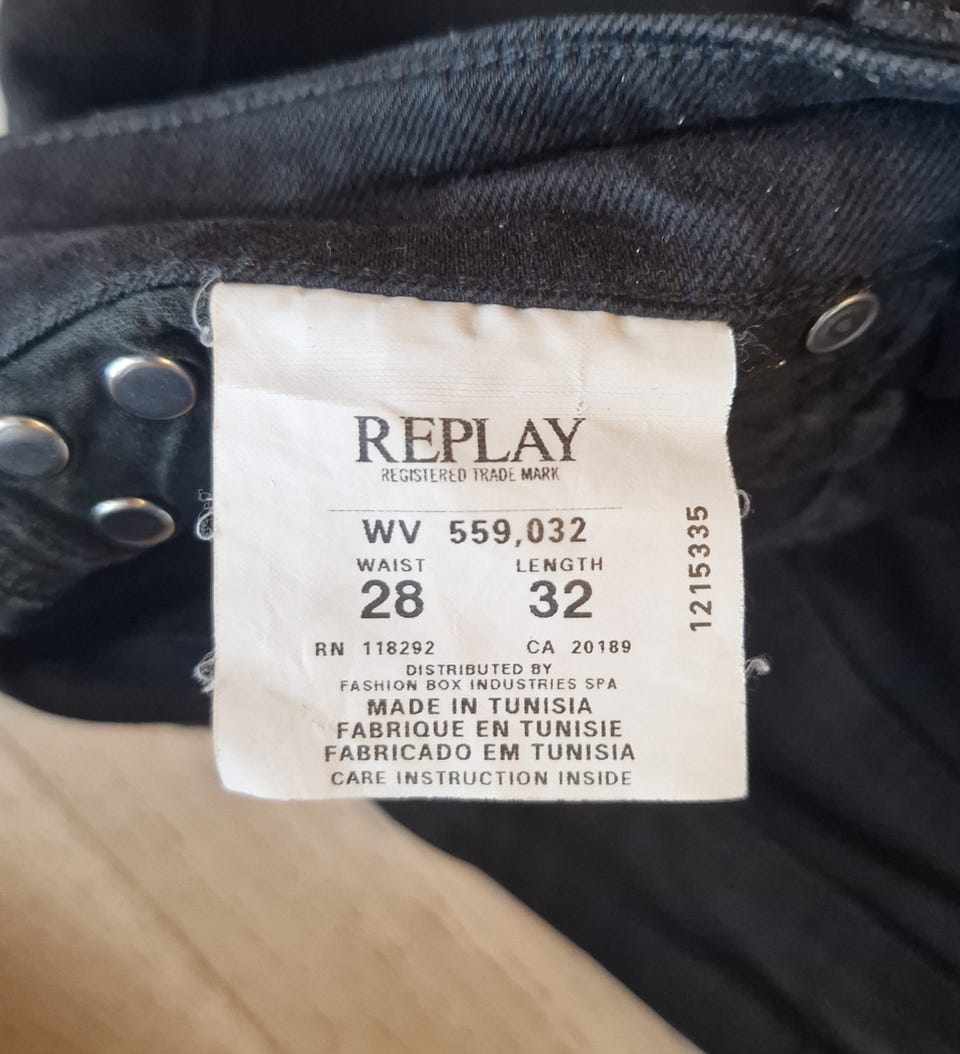 REPLAY
REGISTERED TRADE MARK
WV 559,032
WAIST LENGTH
28 32
RN 118292 CA 20189
DISTRIBUTED BY
FASHION BOX INDUSTRIES SPA
MADE IN TUNISIA
FABRIQUE EN TUNISIE
FABRICADO EM TUNISIA
CARE INSTRUCTION INSIDE
1215335